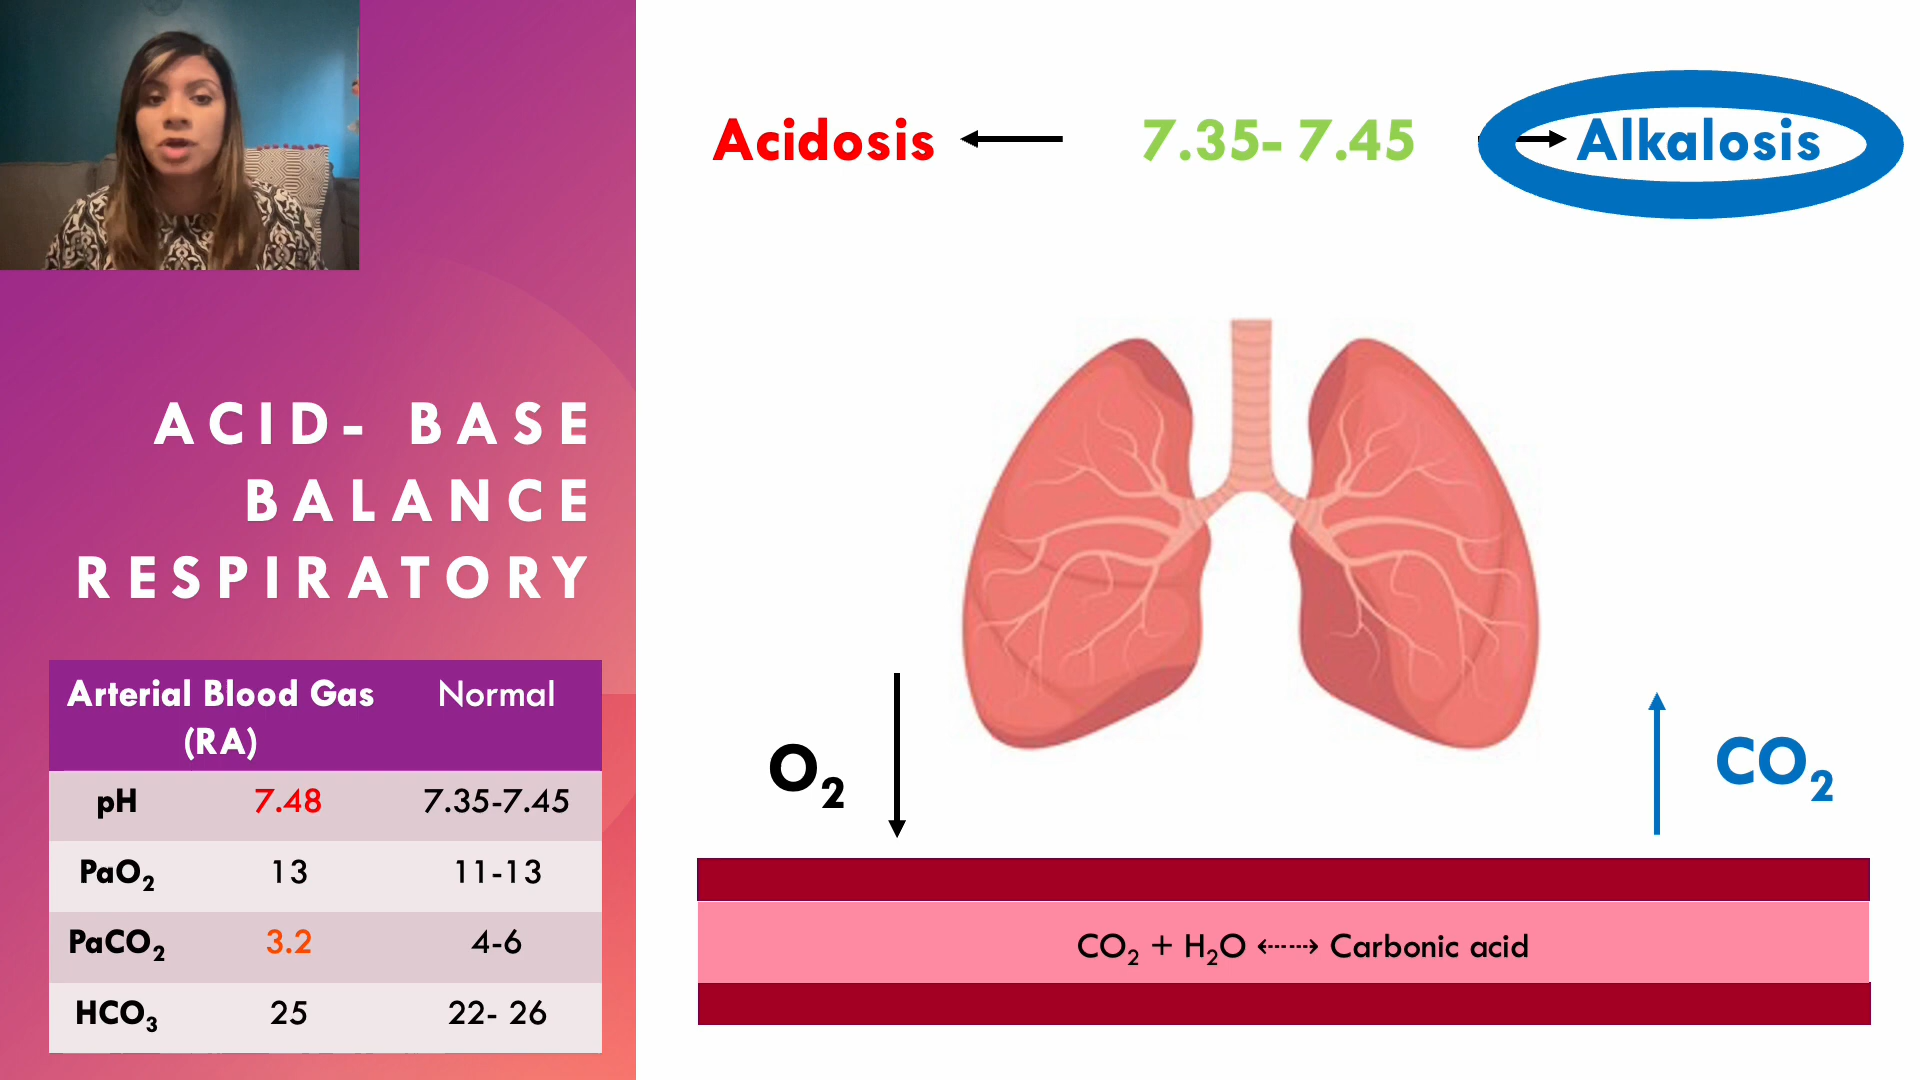 ACID- BASE
BALANCE
RESPIRATORY
Arterial Blood Gas (RA) Normal
pH 7.48 7.35-7.45
PaO₂ 13 11-13
PaCO₂ 3.2 4-6
HCO₃ 25 22- 26
Acidosis ← 7.35- 7.45 → Alkalosis
O₂
CO₂
CO₂ + H₂O ⟷ Carbonic acid